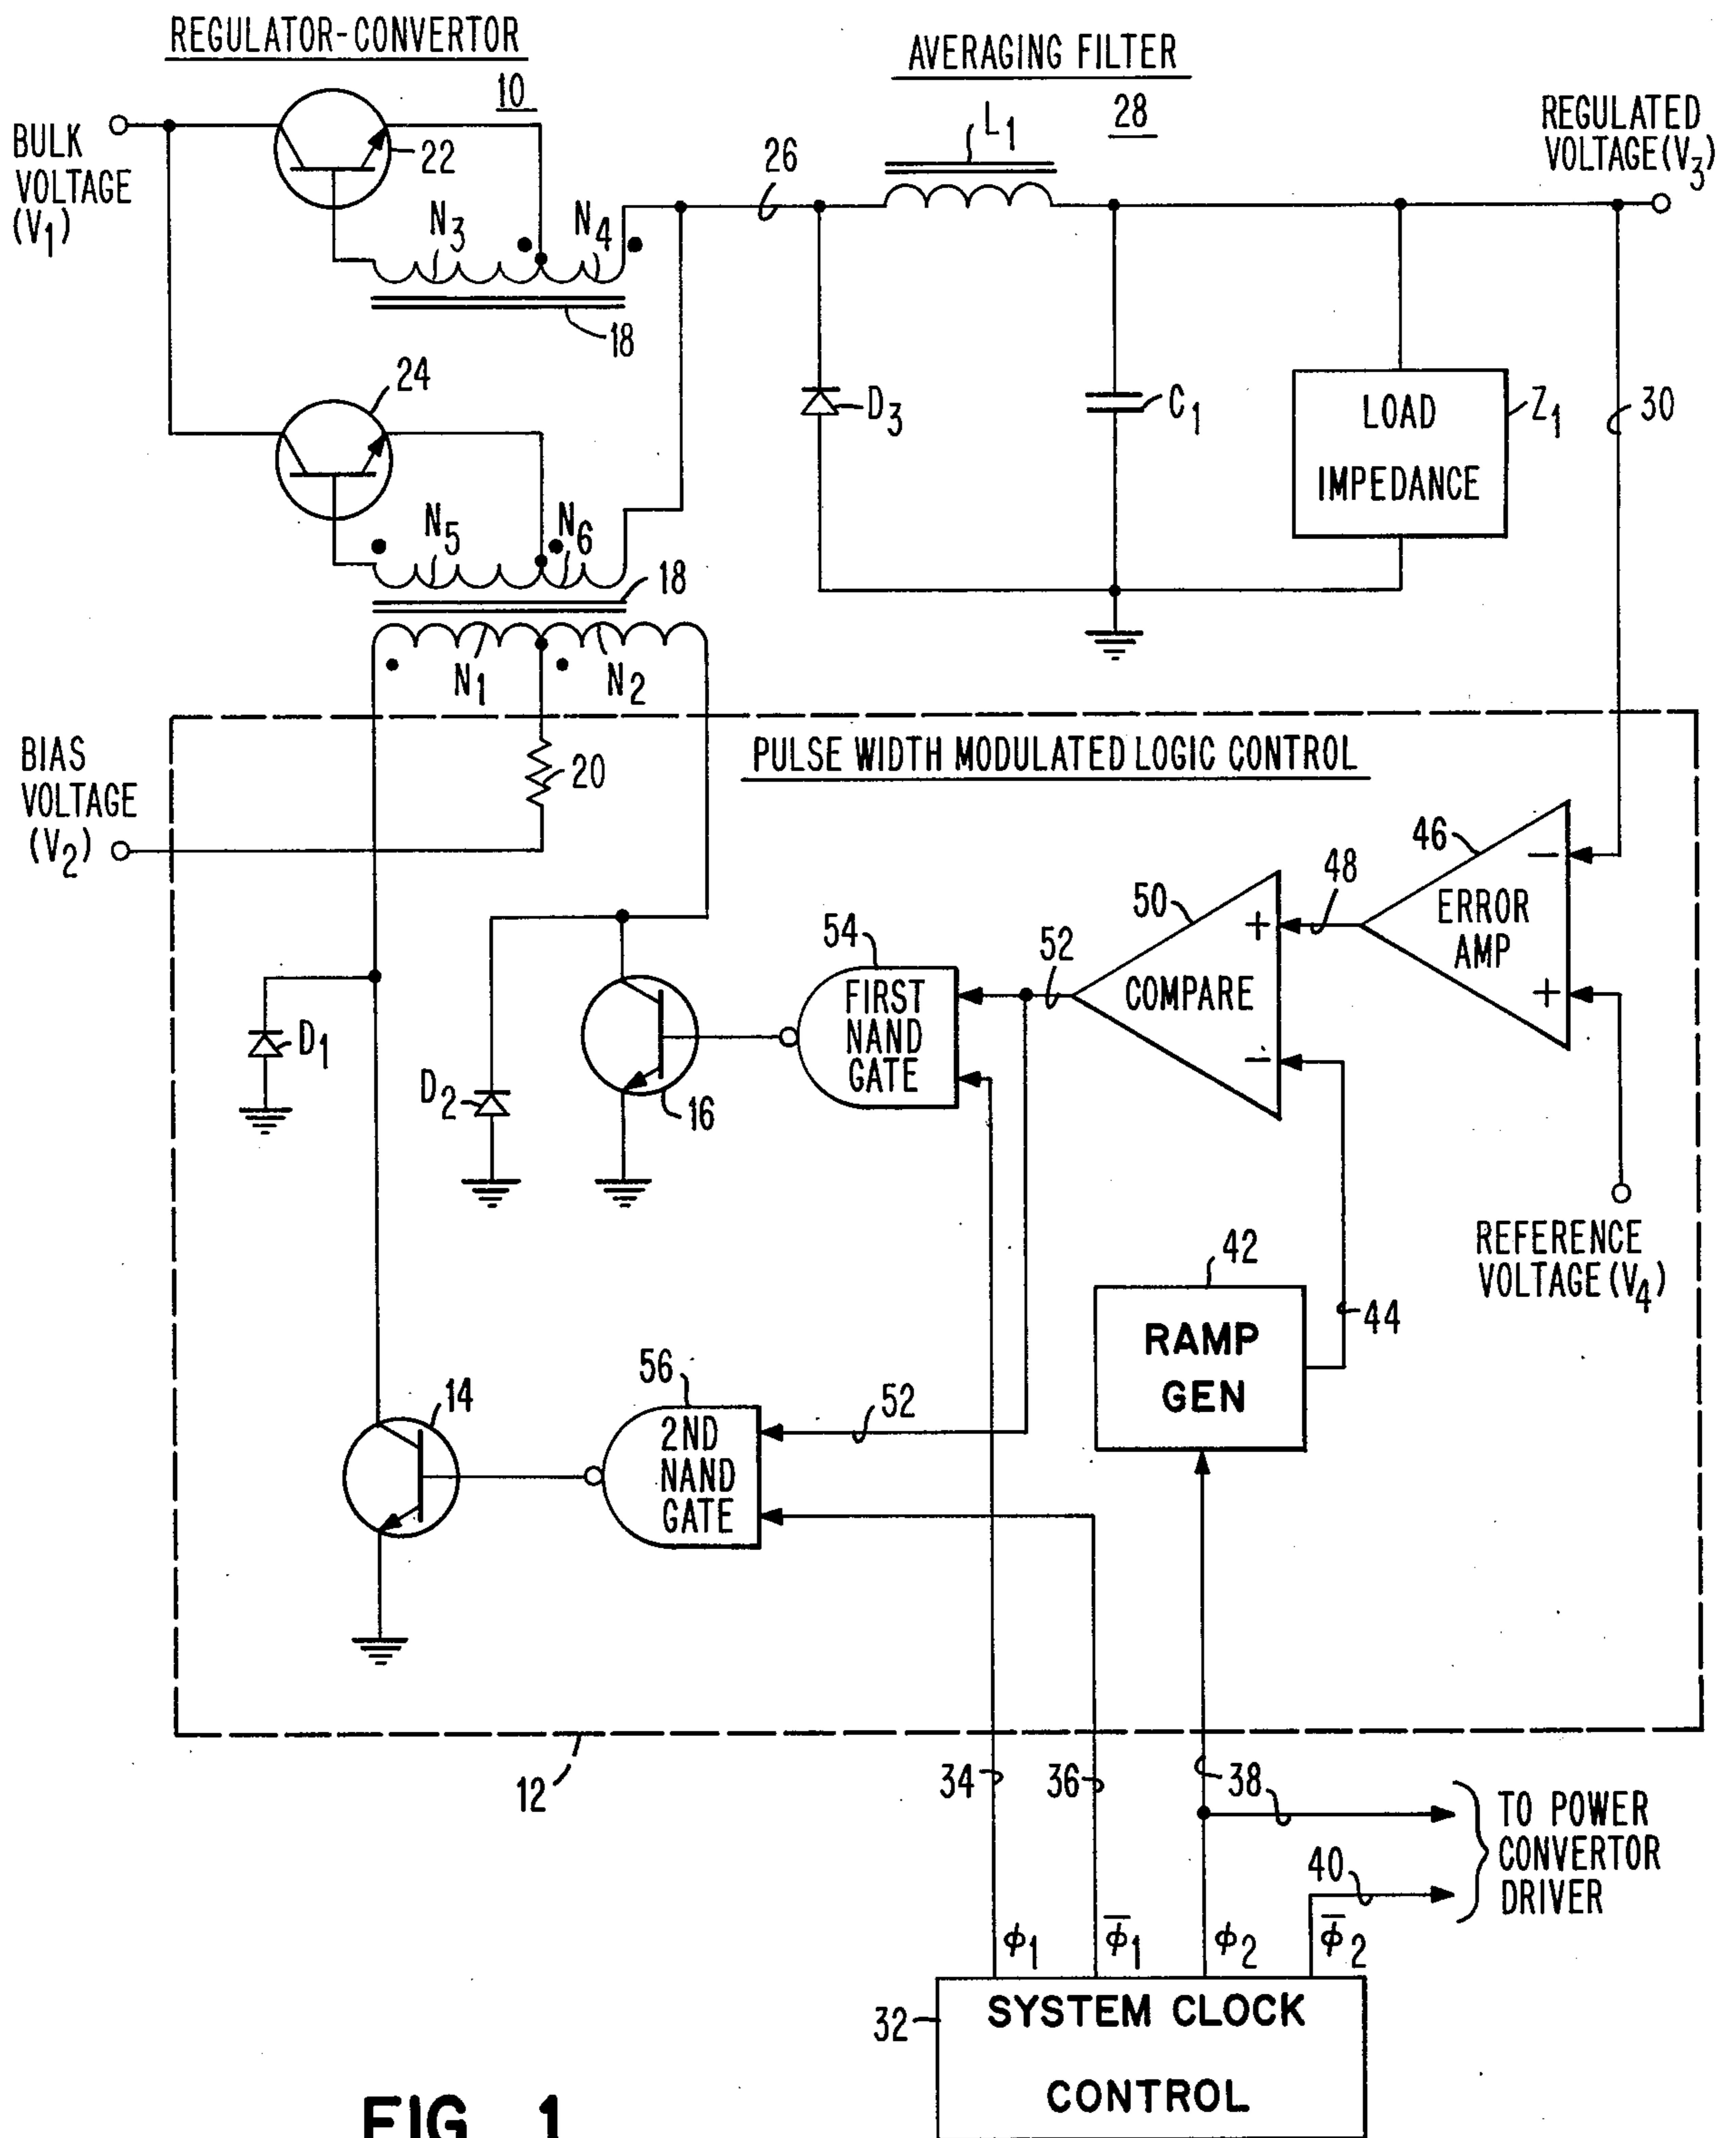 REGULATOR-CONVERTOR
10
AVERAGING FILTER
28
BULK
VOLTAGE
(V1)
22
N3
N4
18
26
L1
REGULATED
VOLTAGE(V3)
24
D3
C1
LOAD
IMPEDANCE
Z1
30
N5
N6
18
N1
N2
BIAS
VOLTAGE
(V2)
20
PULSE WIDTH MODULATED LOGIC CONTROL
46
ERROR
AMP
−
+
48
50
COMPARE
+
−
52
54
FIRST
NAND
GATE
D1
D2
16
REFERENCE
VOLTAGE (V4)
42
RAMP
GEN
44
14
56
2ND
NAND
GATE
52
12
34
36
38
TO POWER
CONVERTOR
DRIVER
40
ϕ1
ϕ̅1
ϕ2
ϕ̅2
32
SYSTEM CLOCK
CONTROL
FIG. 1